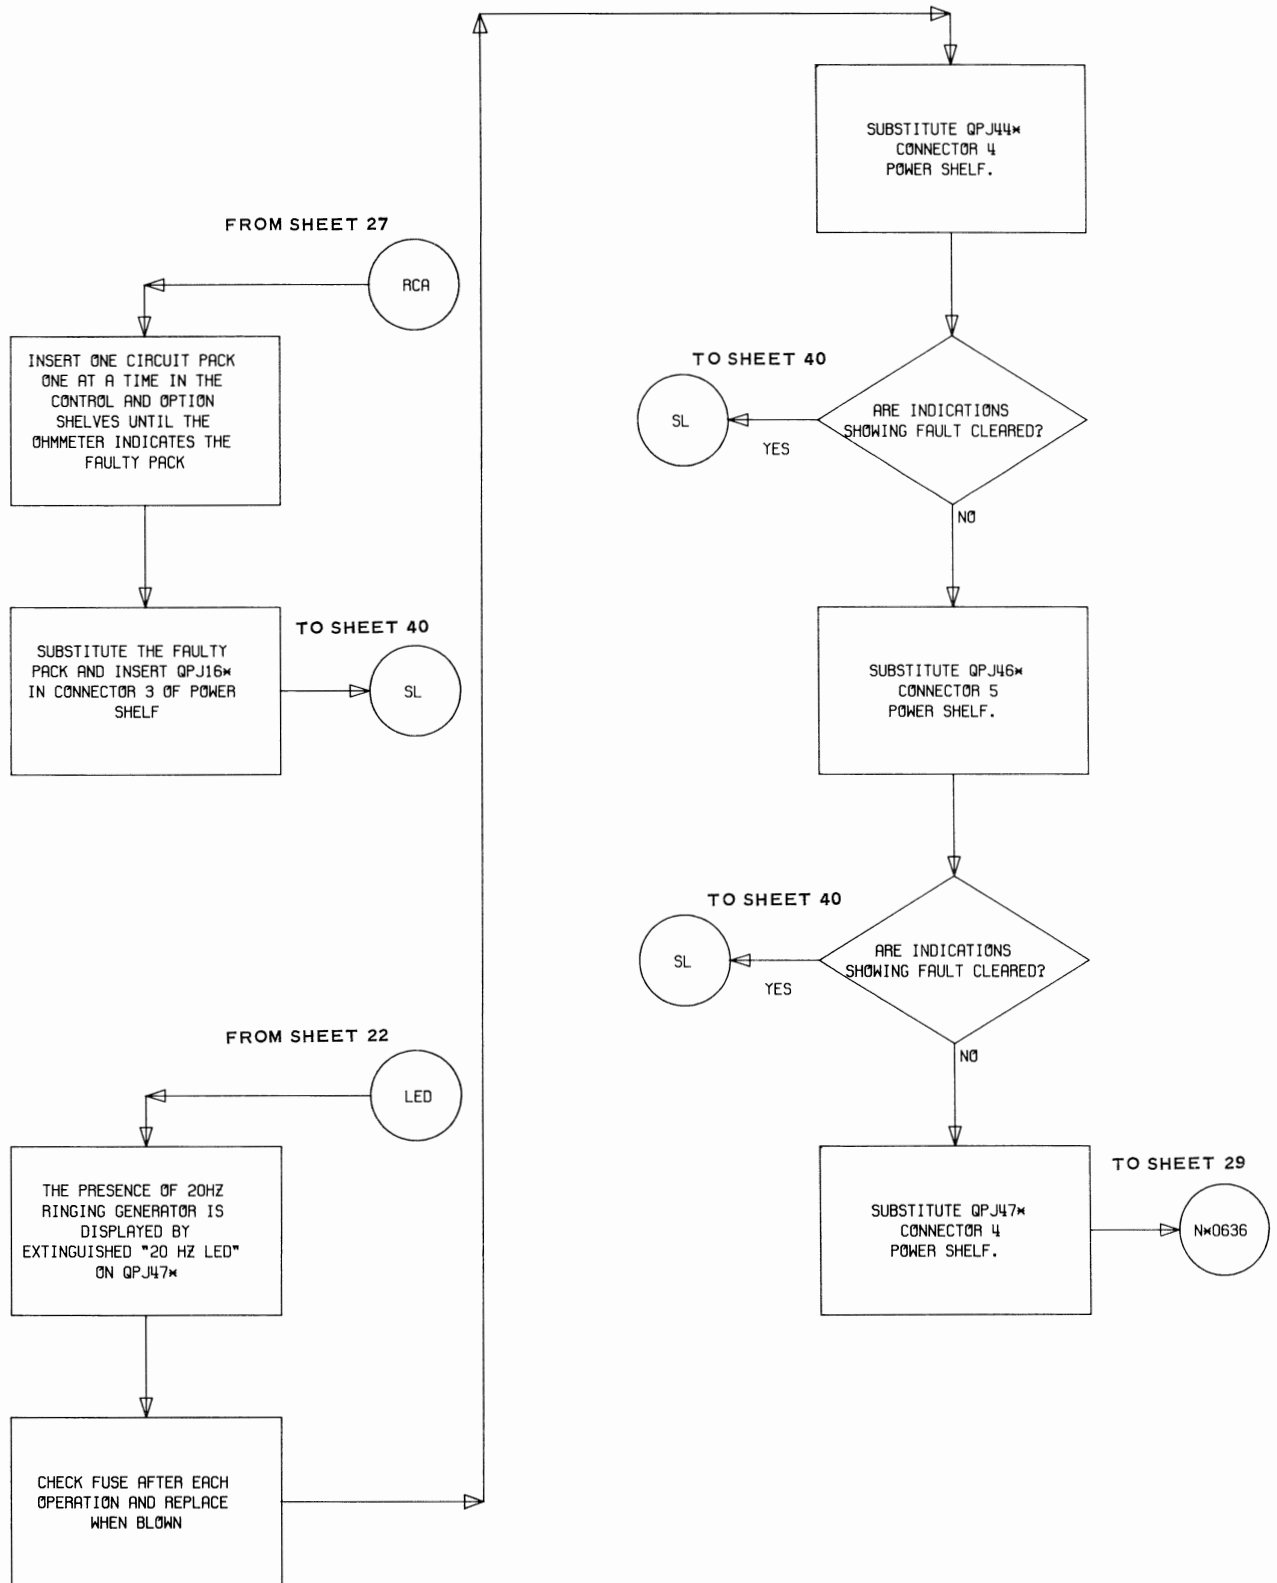 FROM SHEET 27
RCA
INSERT ONE CIRCUIT PACK
ONE AT A TIME IN THE
CONTROL AND OPTION
SHELVES UNTIL THE
OHMMETER INDICATES THE
FAULTY PACK
SUBSTITUTE THE FAULTY
PACK AND INSERT QPJ16*
IN CONNECTOR 3 OF POWER
SHELF
TO SHEET 40
SL
FROM SHEET 22
LED
THE PRESENCE OF 20HZ
RINGING GENERATOR IS
DISPLAYED BY
EXTINGUISHED "20 HZ LED"
ON QPJ47*
CHECK FUSE AFTER EACH
OPERATION AND REPLACE
WHEN BLOWN
SUBSTITUTE QPJ44*
CONNECTOR 4
POWER SHELF.
ARE INDICATIONS
SHOWING FAULT CLEARED?
TO SHEET 40
SL
YES
NO
SUBSTITUTE QPJ46*
CONNECTOR 5
POWER SHELF.
ARE INDICATIONS
SHOWING FAULT CLEARED?
TO SHEET 40
SL
YES
NO
SUBSTITUTE QPJ47*
CONNECTOR 4
POWER SHELF.
TO SHEET 29
N*0636